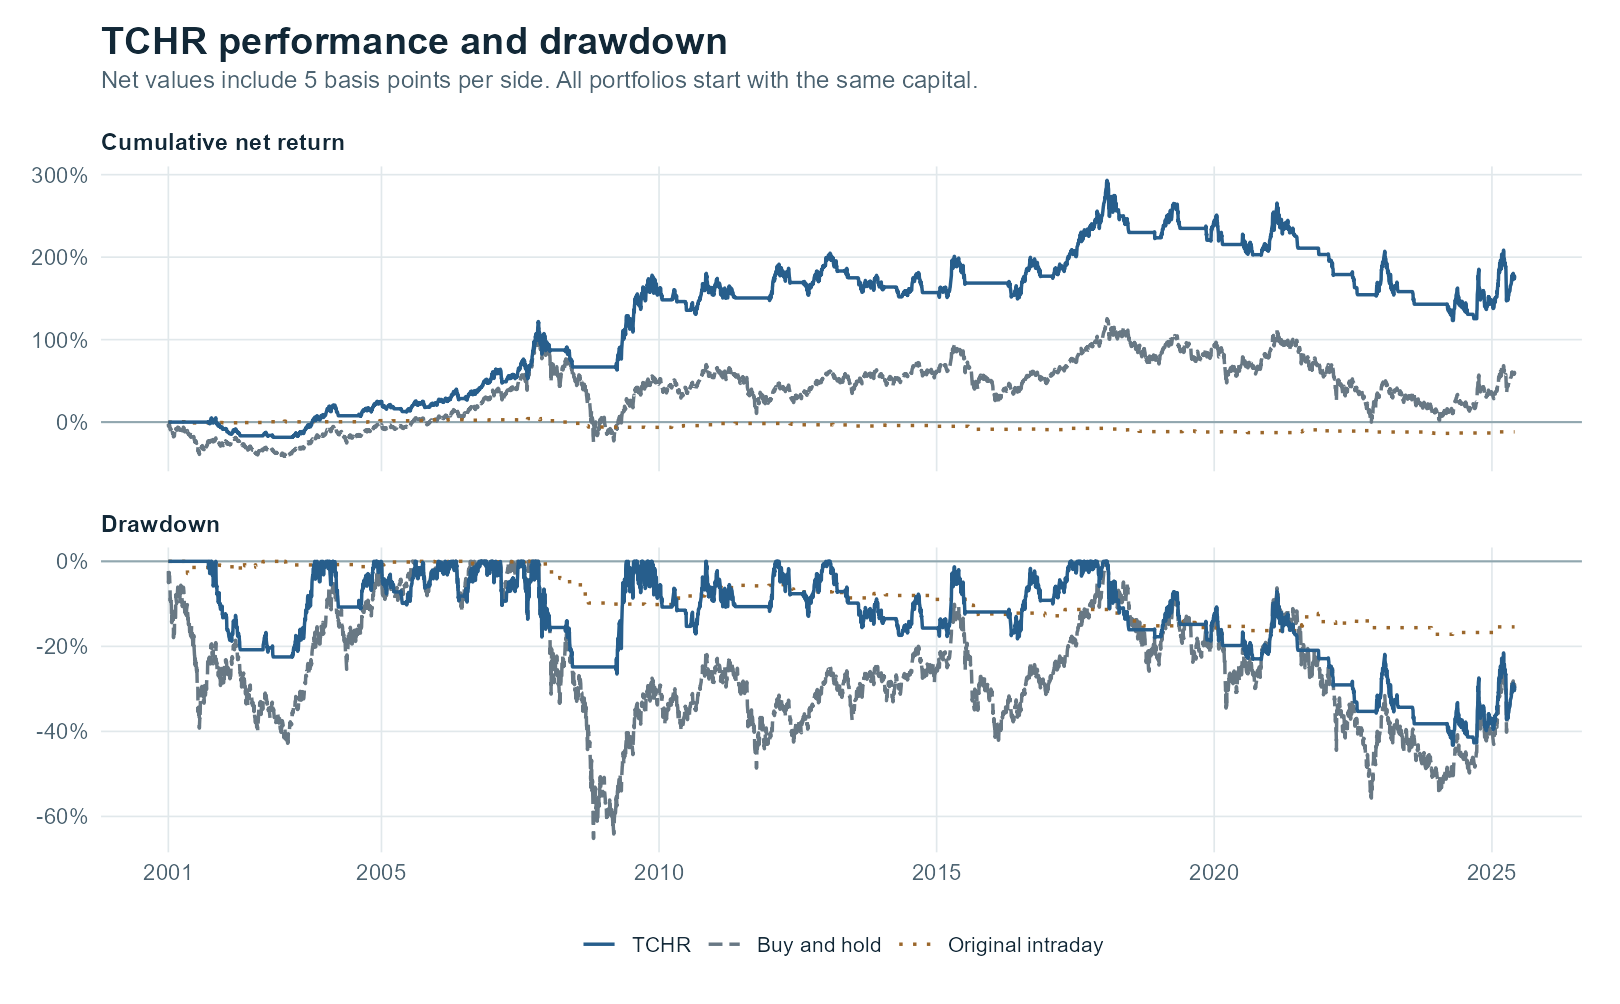 TCHR performance and drawdown
Net values include 5 basis points per side. All portfolios start with the same capital.
Cumulative net return
300%
200%
100%
0%
Drawdown
0%
-20%
-40%
-60%
2001 2005 2010 2015 2020 2025
TCHR Buy and hold Original intraday